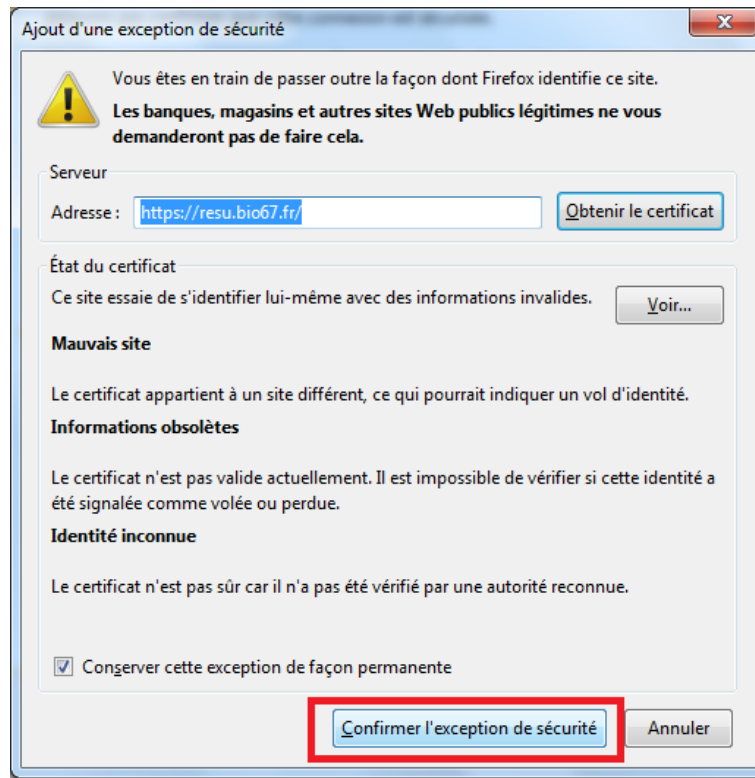 Ajout d'une exception de sécurité
Vous êtes en train de passer outre la façon dont Firefox identifie ce site.
Les banques, magasins et autres sites Web publics légitimes ne vous
demanderont pas de faire cela.
Serveur
Adresse : https://resu.bio67.fr/ Obtenir le certificat
État du certificat
Ce site essaie de s'identifier lui-même avec des informations invalides. Voir...
Mauvais site
Le certificat appartient à un site différent, ce qui pourrait indiquer un vol d'identité.
Informations obsolètes
Le certificat n'est pas valide actuellement. Il est impossible de vérifier si cette identité a
été signalée comme volée ou perdue.
Identité inconnue
Le certificat n'est pas sûr car il n'a pas été vérifié par une autorité reconnue.
Conserver cette exception de façon permanente
Confirmer l'exception de sécurité Annuler